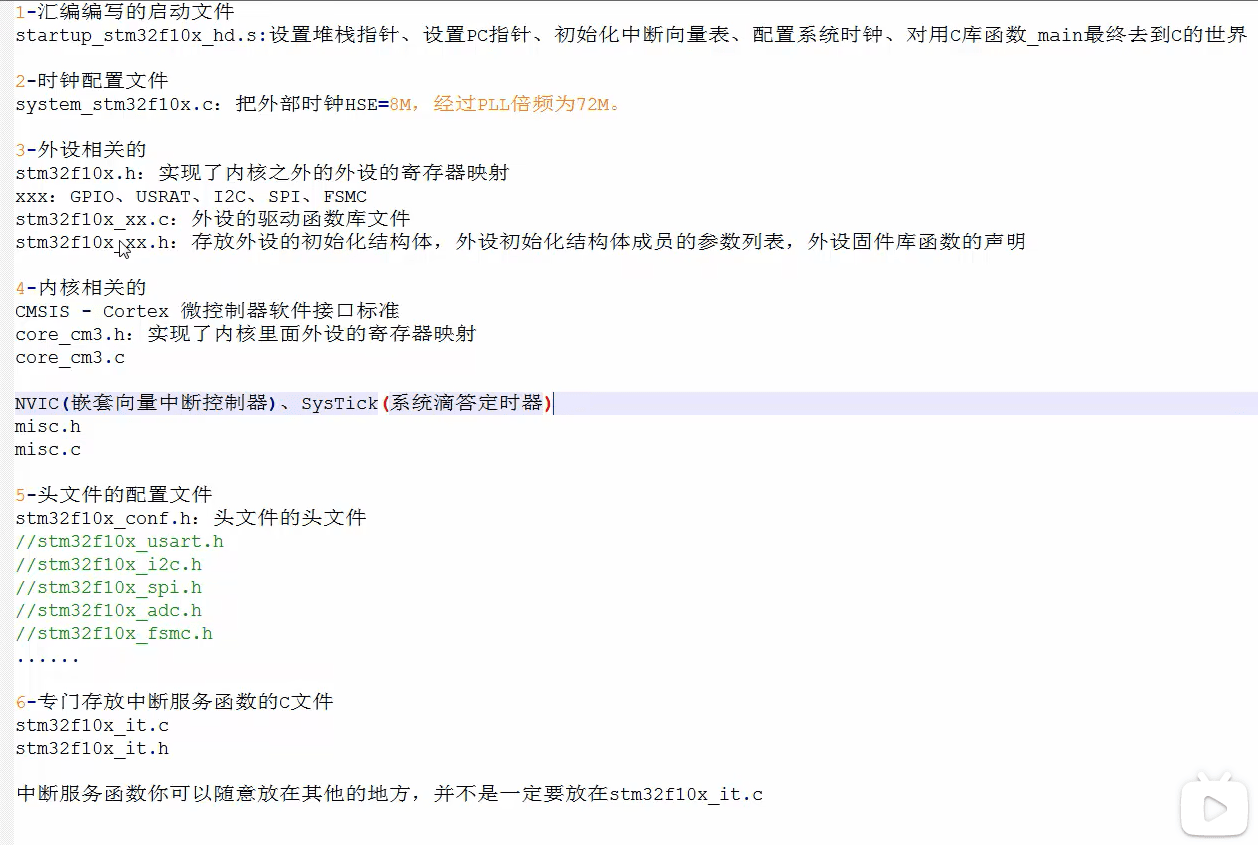 1-汇编编写的启动文件
startup_stm32f10x_hd.s:设置堆栈指针、设置PC指针、初始化中断向量表、配置系统时钟、对用C库函数_main最终去到C的世界
2-时钟配置文件
system_stm32f10x.c：把外部时钟HSE=8M，经过PLL倍频为72M。
3-外设相关的
stm32f10x.h：实现了内核之外的外设的寄存器映射
xxx：GPIO、USRAT、I2C、SPI、FSMC
stm32f10x_xx.c：外设的驱动函数库文件
stm32f10x_xx.h：存放外设的初始化结构体，外设初始化结构体成员的参数列表，外设固件库函数的声明
4-内核相关的
CMSIS - Cortex 微控制器软件接口标准
core_cm3.h：实现了内核里面外设的寄存器映射
core_cm3.c
NVIC(嵌套向量中断控制器)、SysTick(系统滴答定时器)
misc.h
misc.c
5-头文件的配置文件
stm32f10x_conf.h：头文件的头文件
//stm32f10x_usart.h
//stm32f10x_i2c.h
//stm32f10x_spi.h
//stm32f10x_adc.h
//stm32f10x_fsmc.h
......
6-专门存放中断服务函数的C文件
stm32f10x_it.c
stm32f10x_it.h
中断服务函数你可以随意放在其他的地方，并不是一定要放在stm32f10x_it.c